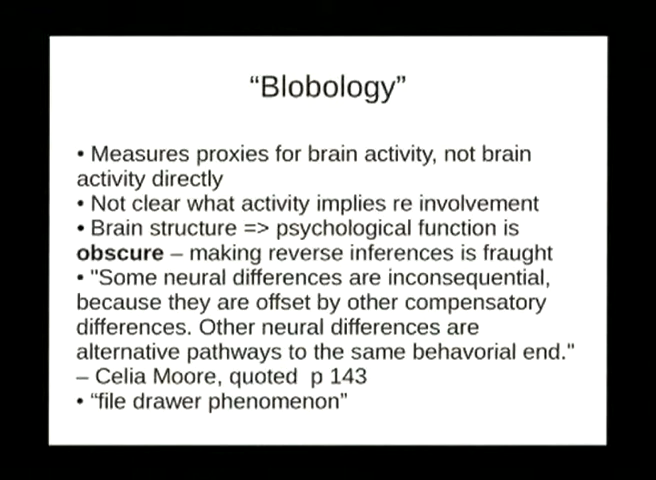 “Blobology”
• Measures proxies for brain activity, not brain
activity directly
• Not clear what activity implies re involvement
• Brain structure => psychological function is
obscure – making reverse inferences is fraught
• "Some neural differences are inconsequential,
because they are offset by other compensatory
differences. Other neural differences are
alternative pathways to the same behavorial end."
– Celia Moore, quoted  p 143
• “file drawer phenomenon”